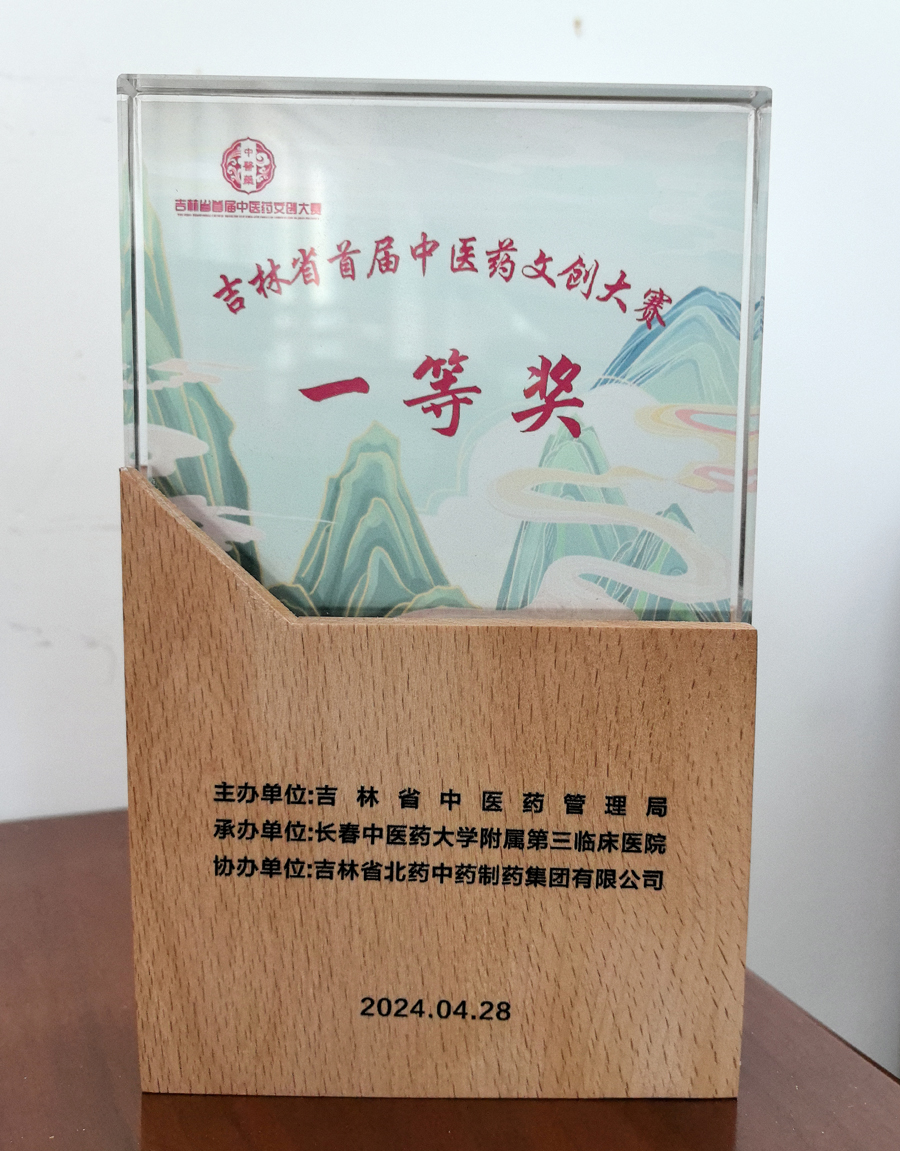 中醫藥
吉林省首届中医药文创大赛
吉林省首届中医药文创大赛
一等奖
主办单位:吉林省中医药管理局
承办单位:长春中医药大学附属第三临床医院
协办单位:吉林省北药中药制药集团有限公司
2024.04.28